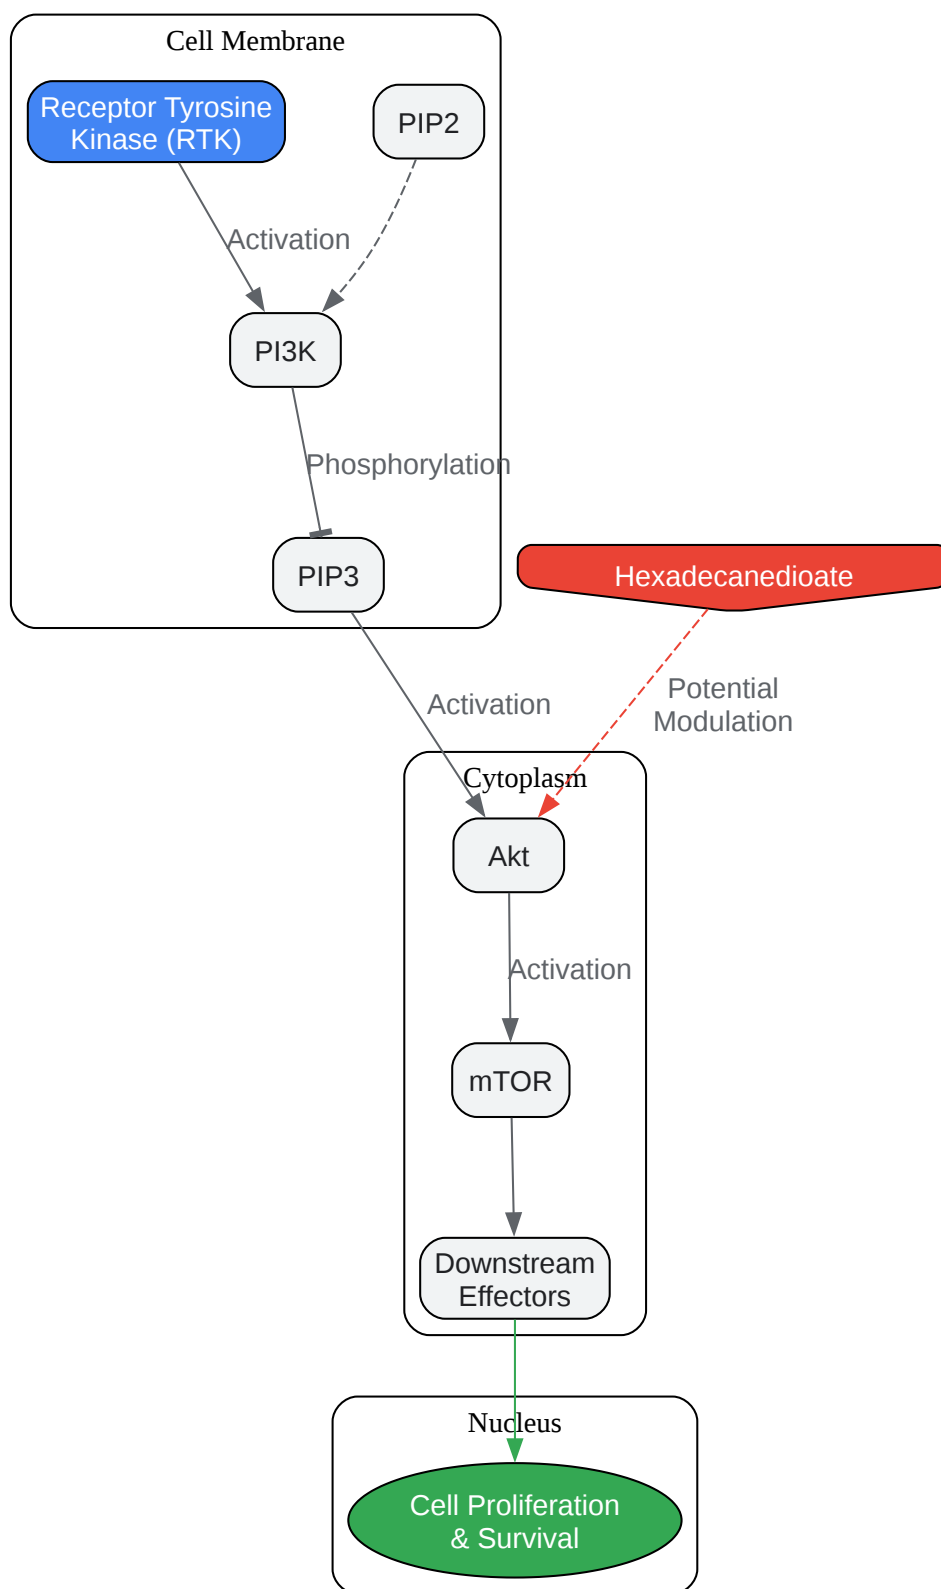 Cell Membrane
Receptor Tyrosine
Kinase (RTK)
PIP2
Activation
PI3K
Phosphorylation
PIP3
Hexadecanedioate
Activation
Potential
Modulation
Cytoplasm
Akt
Activation
mTOR
Downstream
Effectors
Nucleus
Cell Proliferation
& Survival